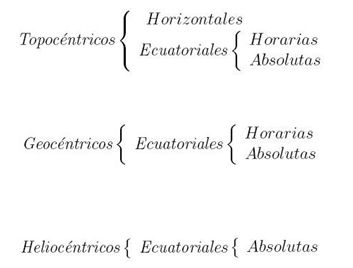 Horizontales
Topocéntricos { Ecuatoriales { Horarias
Absolutas
Geocéntricos { Ecuatoriales { Horarias
Absolutas
Heliocéntricos { Ecuatoriales { Absolutas